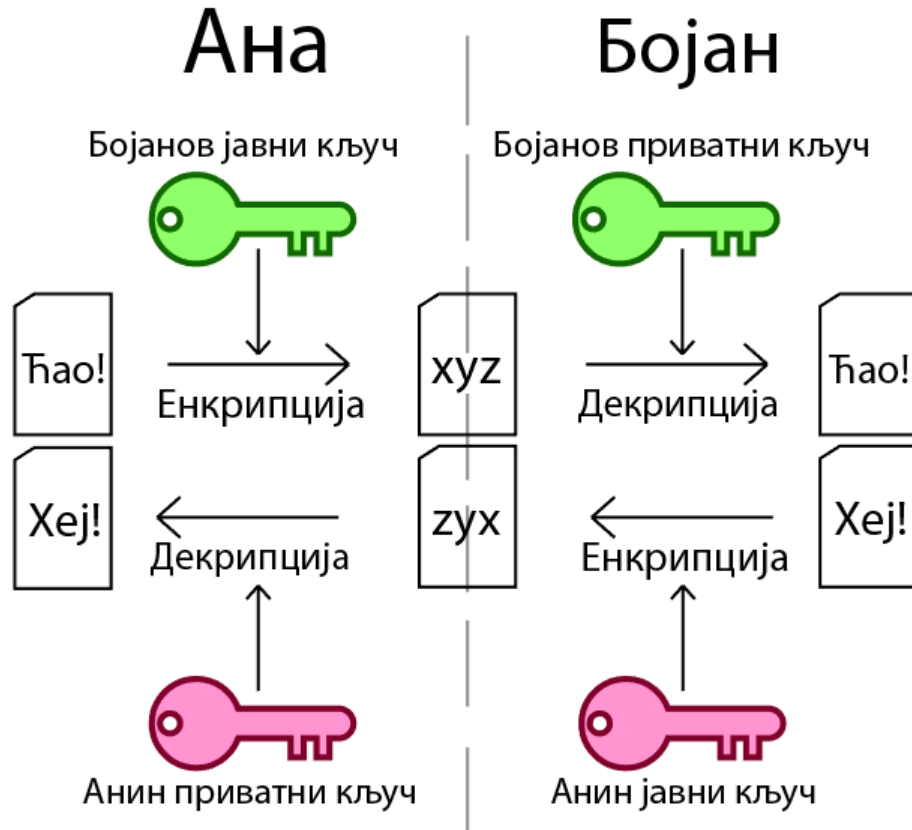 Ана
Бојан
Бојанов јавни кључ
Бојанов приватни кључ
Ћао!
xyz
Ћао!
Енкрипција
Декрипција
Хеј!
zyx
Хеј!
Декрипција
Енкрипција
Анин приватни кључ
Анин јавни кључ